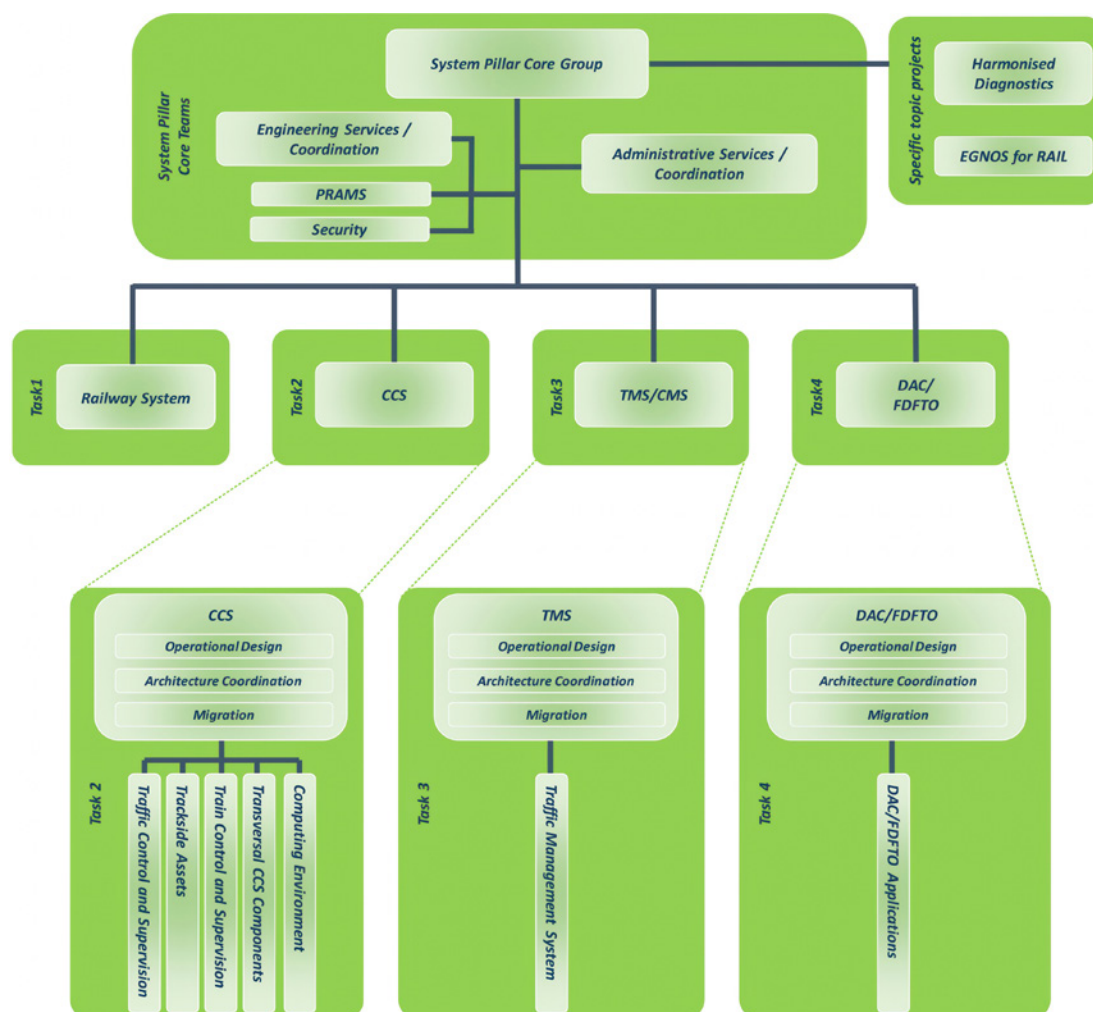 System Pillar Core Group
System Pillar
Core Teams
Engineering Services /
Coordination
PRAMS
Security
Administrative Services /
Coordination
Specific topic projects
Harmonised
Diagnostics
EGNOS for RAIL
Task1
Railway System
Task2
CCS
Task3
TMS/CMS
Task4
DAC/
FDFTO
CCS
Operational Design
Architecture Coordination
Migration
Task 2
Traffic Control and Supervision
Trackside Assets
Train Control and Supervision
Transversal CCS Components
Computing Environment
TMS
Operational Design
Architecture Coordination
Migration
Task 3
Traffic Management System
DAC/FDFTO
Operational Design
Architecture Coordination
Migration
Task 4
DAC/FDFTO Applications